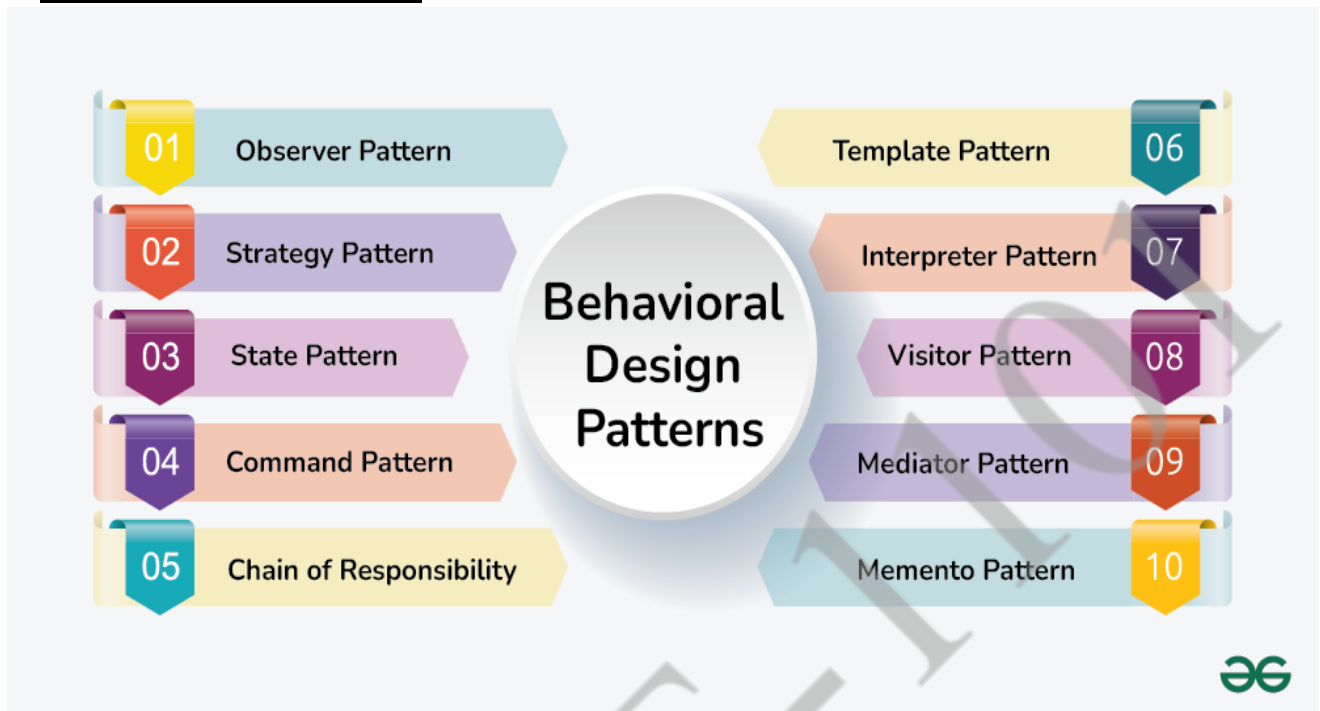 01 Observer Pattern
02 Strategy Pattern
03 State Pattern
04 Command Pattern
05 Chain of Responsibility
Behavioral
Design
Patterns
Template Pattern 06
Interpreter Pattern 07
Visitor Pattern 08
Mediator Pattern 09
Memento Pattern 10